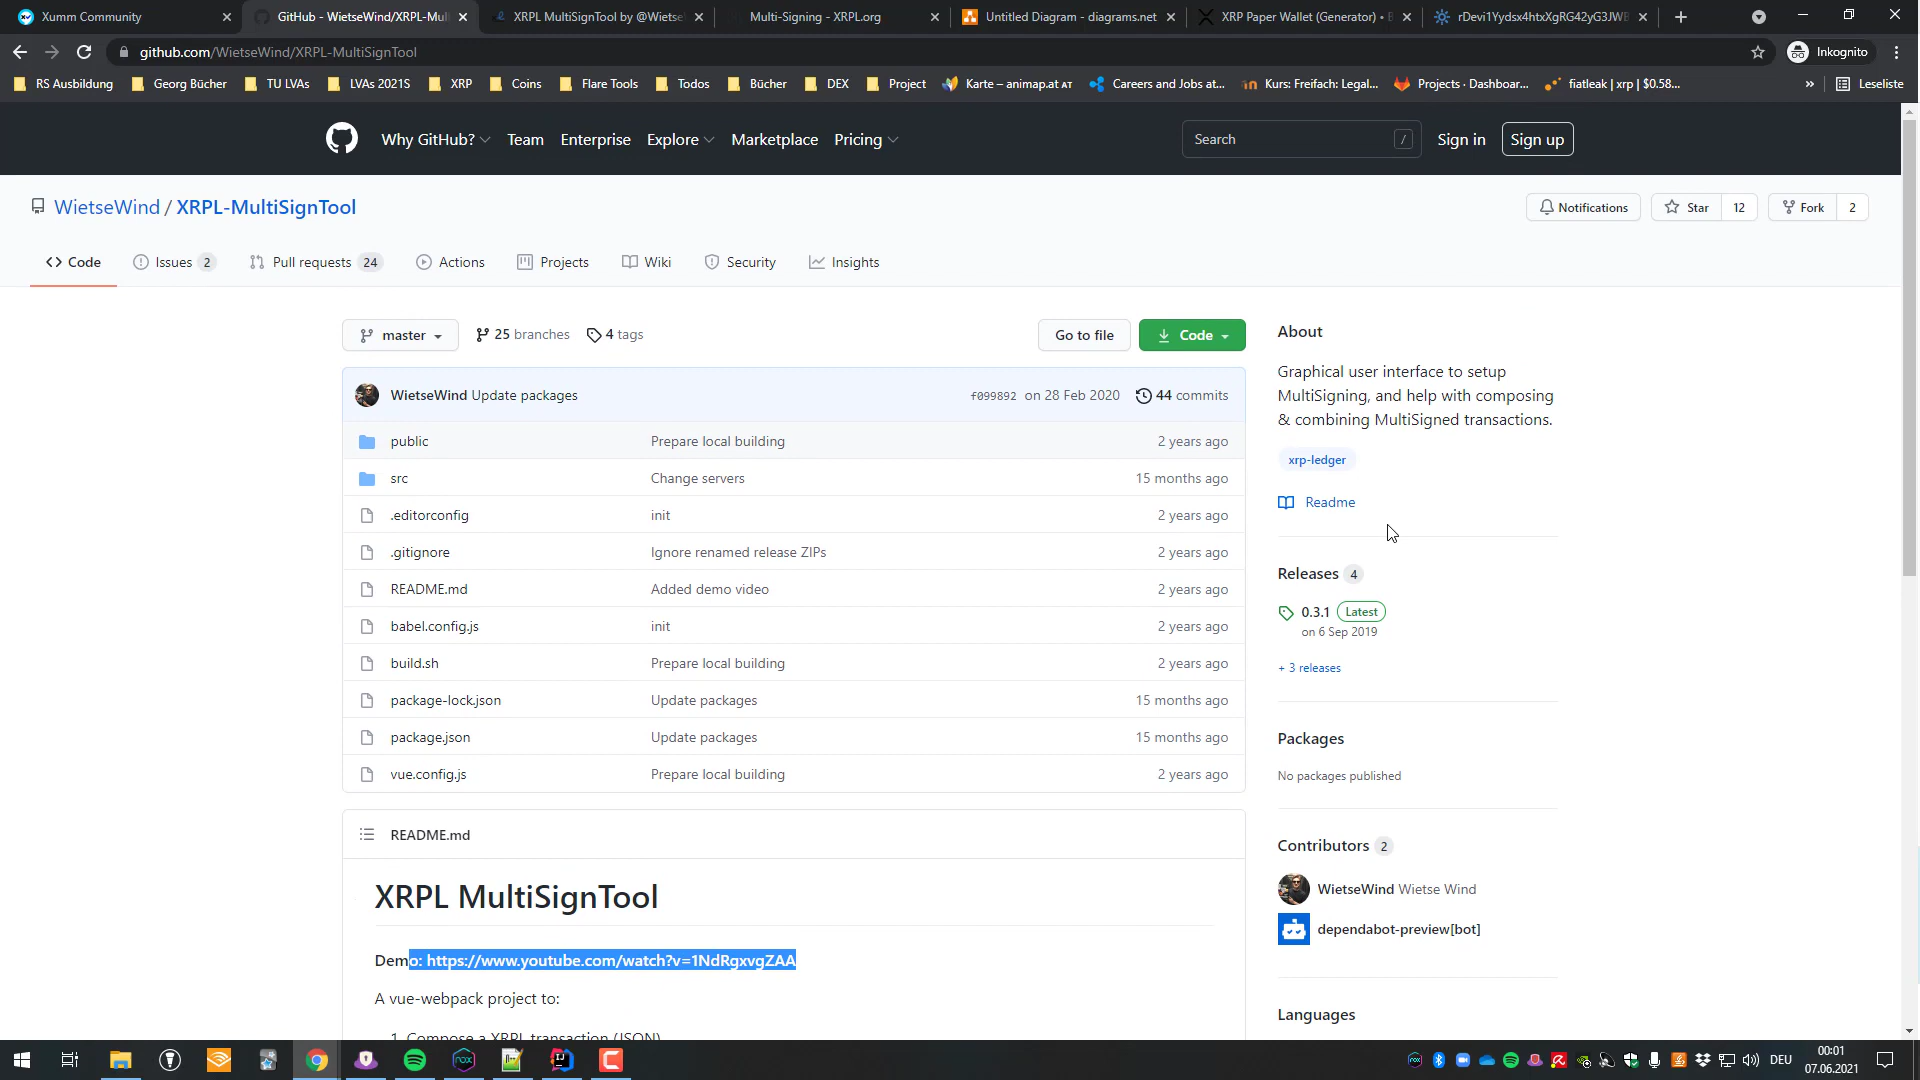 Xumm Community
GitHub - WietseWind/XRPL-Mul
XRPL MultiSignTool by @Wietse
Multi-Signing - XRPL.org
Untitled Diagram - diagrams.net
XRP Paper Wallet (Generator) • B
rDevi1Yydsx4htxXgRG42yG3JWB
github.com/WietseWind/XRPL-MultiSignTool
Inkognito
RS Ausbildung
Georg Bücher
TU LVAs
LVAs 2021S
XRP
Coins
Flare Tools
Todos
Bücher
DEX
Project
Karte – animap.at AT
Careers and Jobs at...
Kurs: Freifach: Legal...
Projects · Dashboar...
fiatleak | xrp | $0.58...
»
Leseliste
Why GitHub?
Team
Enterprise
Explore
Marketplace
Pricing
Search
/
Sign in
Sign up
WietseWind / XRPL-MultiSignTool
Notifications
Star 12
Fork 2
<> Code
Issues 2
Pull requests 24
Actions
Projects
Wiki
Security
Insights
master
25 branches
4 tags
Go to file
Code
WietseWind Update packages
f099892 on 28 Feb 2020
44 commits
public Prepare local building 2 years ago
src Change servers 15 months ago
.editorconfig init 2 years ago
.gitignore Ignore renamed release ZIPs 2 years ago
README.md Added demo video 2 years ago
babel.config.js init 2 years ago
build.sh Prepare local building 2 years ago
package-lock.json Update packages 15 months ago
package.json Update packages 15 months ago
vue.config.js Prepare local building 2 years ago
README.md
XRPL MultiSignTool
Demo: https://www.youtube.com/watch?v=1NdRgxvgZAA
A vue-webpack project to:
1. Compose a XRPL transaction (JSON)
About
Graphical user interface to setup
MultiSigning, and help with composing
& combining MultiSigned transactions.
xrp-ledger
Readme
Releases 4
0.3.1 Latest
on 6 Sep 2019
+ 3 releases
Packages
No packages published
Contributors 2
WietseWind Wietse Wind
dependabot-preview[bot]
Languages
DEU
00:01
07.06.2021